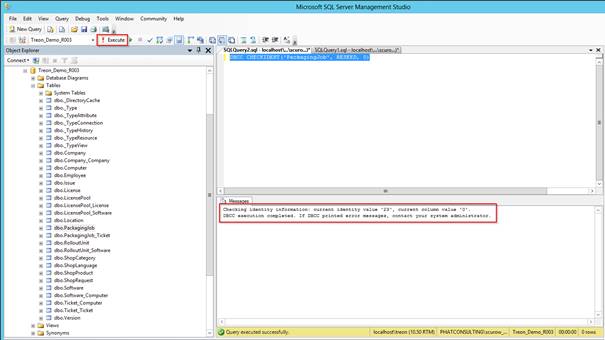 Microsoft SQL Server Management Studio
File Edit View Query Debug Tools Window Community Help
New Query
Treon_Demo_R003 Execute
Object Explorer
Connect
Treon_Demo_R003
Database Diagrams
Tables
System Tables
dbo._DirectoryCache
dbo._Type
dbo._TypeAttribute
dbo._TypeConnection
dbo._TypeHistory
dbo._TypeResource
dbo._TypeView
dbo.Company
dbo.Company_Company
dbo.Computer
dbo.Employee
dbo.Issue
dbo.License
dbo.LicensePool
dbo.LicensePool_License
dbo.LicensePool_Software
dbo.Location
dbo.PackagingJob
dbo.PackagingJob_Ticket
dbo.RolloutUnit
dbo.RolloutUnit_Software
dbo.ShopCategory
dbo.ShopLanguage
dbo.ShopProduct
dbo.ShopRequest
dbo.Software
dbo.Software_Computer
dbo.Ticket_Computer
dbo.Ticket_Ticket
dbo.Version
Views
Synonyms
SQLQuery2.sql - localhost\...\scurow...)* SQLQuery1.sql - localhost\...\scurow...)*
DBCC CHECKIDENT('PackagingJob', RESEED, 0)
Messages
Checking identity information: current identity value '23', current column value '0'.
DBCC execution completed. If DBCC printed error messages, contact your system administrator.
Query executed successfully. localhost\treon (10.50 RTM) PHATCONSULTING\scurow... Treon_Demo_R003 00:00:00 0 rows